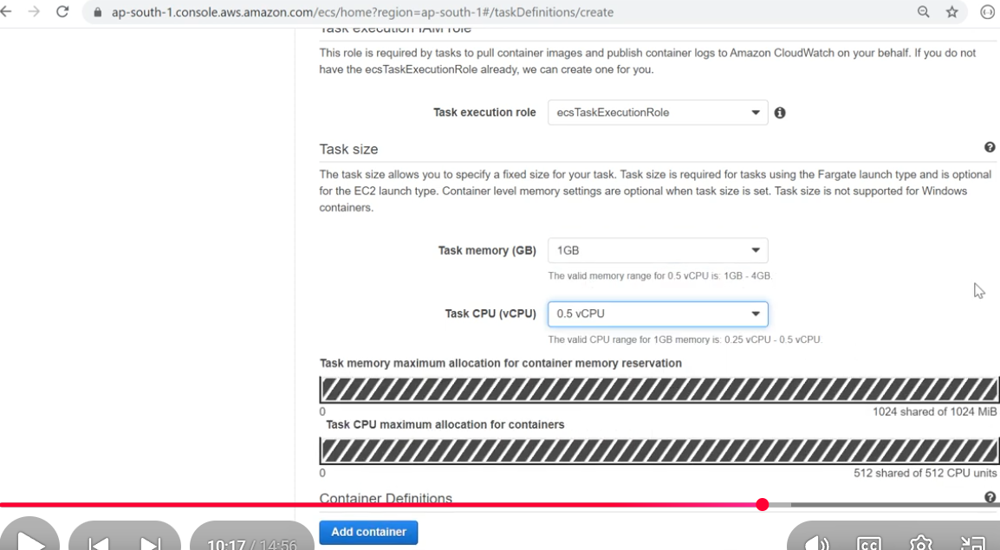 ap-south-1.console.aws.amazon.com/ecs/home?region=ap-south-1#/taskDefinitions/create
Task execution IAM role
This role is required by tasks to pull container images and publish container logs to Amazon CloudWatch on your behalf. If you do not
have the ecsTaskExecutionRole already, we can create one for you.
Task execution role ecsTaskExecutionRole
Task size
The task size allows you to specify a fixed size for your task. Task size is required for tasks using the Fargate launch type and is optional
for the EC2 launch type. Container level memory settings are optional when task size is set. Task size is not supported for Windows
containers.
Task memory (GB) 1GB
The valid memory range for 0.5 vCPU is: 1GB - 4GB.
Task CPU (vCPU) 0.5 vCPU
The valid CPU range for 1GB memory is: 0.25 vCPU - 0.5 vCPU.
Task memory maximum allocation for container memory reservation
0 1024 shared of 1024 MiB
Task CPU maximum allocation for containers
0 512 shared of 512 CPU units
Container Definitions
Add container
10:17 / 14:56
CC